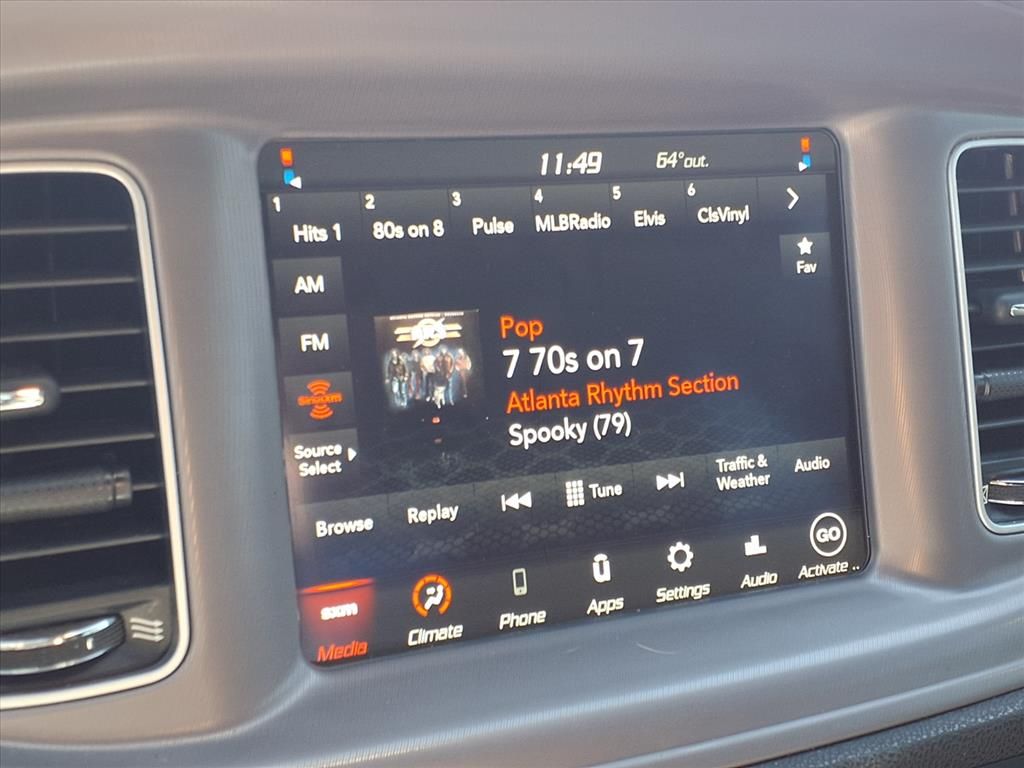 11:49
64°out.
1
2
3
4
5
6
Hits 1
80s on 8
Pulse
MLBRadio
Elvis
ClsVinyl
Fav
AM
FM
SiriusXM
Source
Select
Pop
7 70s on 7
Atlanta Rhythm Section
Spooky (79)
Browse
Replay
Tune
Traffic &
Weather
Audio
sxm
Media
Climate
Phone
Apps
Settings
Audio
GO
Activate ..